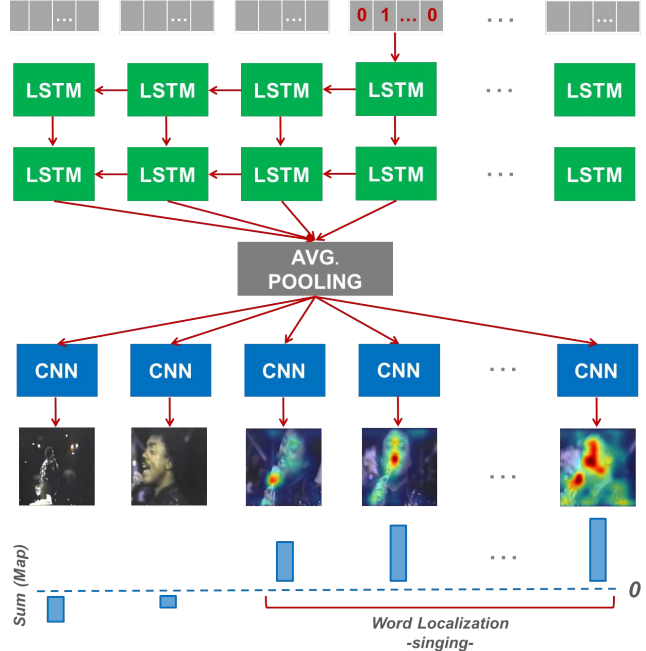 ... ... ... 0 1 ... 0 ... ...
LSTM LSTM LSTM LSTM ... LSTM
LSTM LSTM LSTM LSTM ... LSTM
AVG.
POOLING
CNN CNN CNN CNN ... CNN
...
Sum (Map)
...
0
Word Localization
-singing-